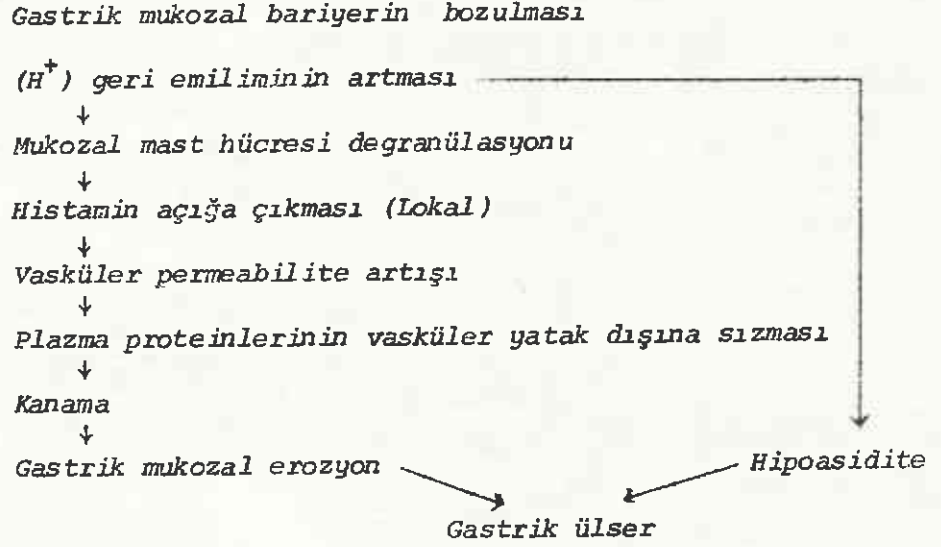 Gastrik mukozal bariyerin bozulması
(H⁺) geri emiliminin artması
↓
Mukozal mast hücresi degranülasyonu
↓
Histamin açığa çıkması (Lokal)
↓
Vasküler permeabilite artışı
↓
Plazma proteinlerinin vasküler yatak dışına sızması
↓
Kanama
↓
Gastrik mukozal erozyon
Hipoasidite
Gastrik ülser